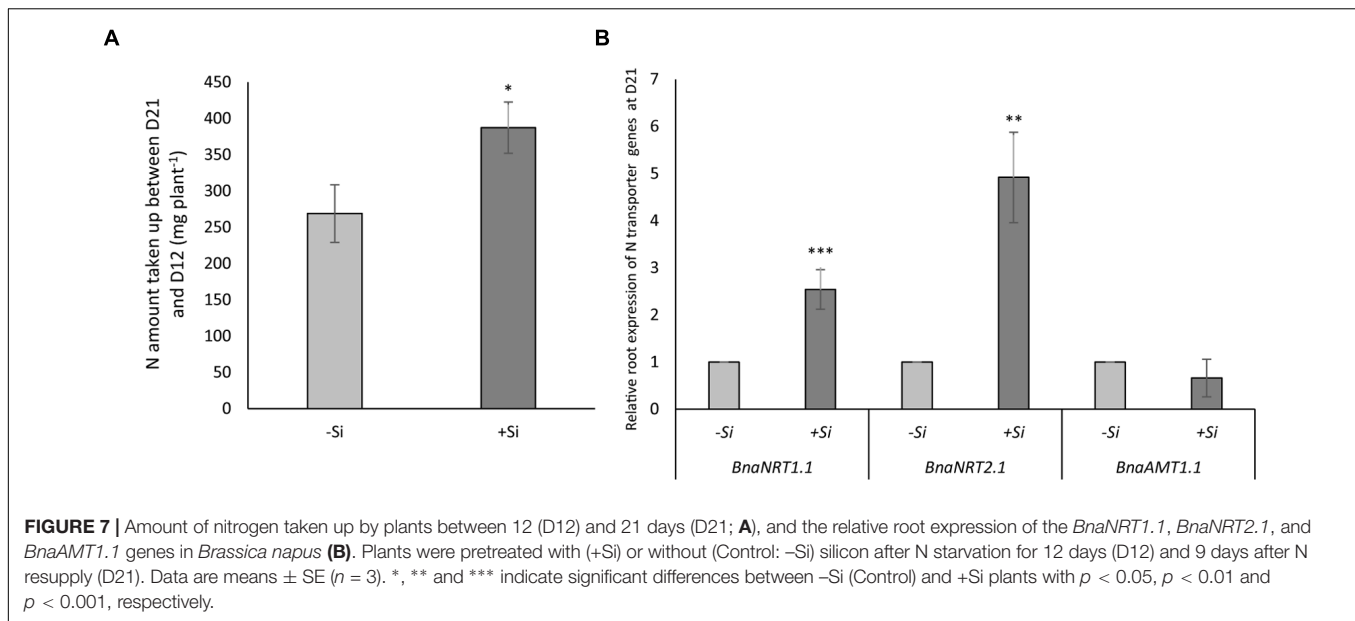 A
N amount taken up between D21
and D12 (mg plant-1)
450
400
350
300
250
200
150
100
50
0
*
-Si
+Si
B
Relative root expression of N transporter genes at D21
7
6
5
4
3
2
1
0
***
**
-Si
+Si
-Si
+Si
-Si
+Si
BnaNRT1.1
BnaNRT2.1
BnaAMT1.1
FIGURE 7 | Amount of nitrogen taken up by plants between 12 (D12) and 21 days (D21; A), and the relative root expression of the BnaNRT1.1, BnaNRT2.1, and
BnaAMT1.1 genes in Brassica napus (B). Plants were pretreated with (+Si) or without (Control: –Si) silicon after N starvation for 12 days (D12) and 9 days after N
resupply (D21). Data are means ± SE (n = 3). *, ** and *** indicate significant differences between –Si (Control) and +Si plants with p < 0.05, p < 0.01 and
p < 0.001, respectively.